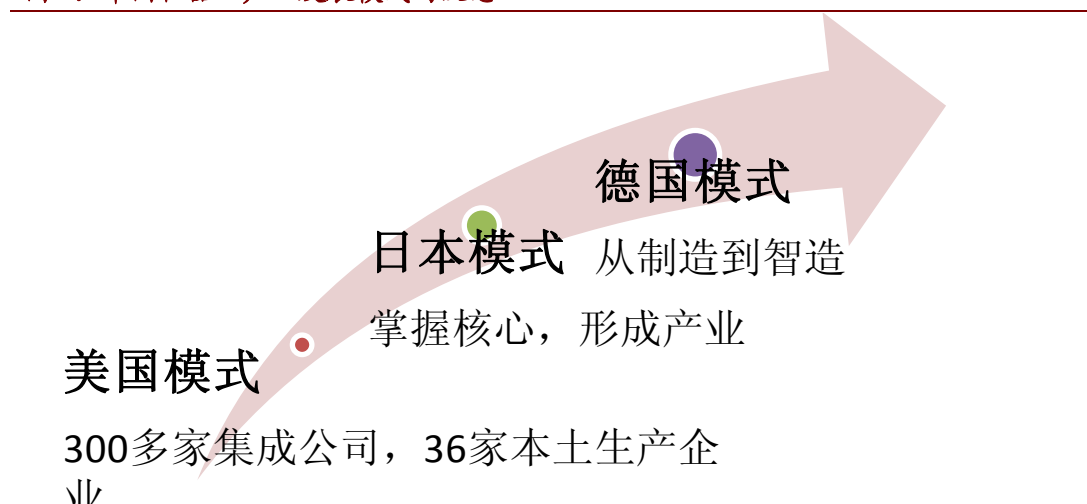 德国模式
日本模式
从制造到智造
掌握核心，形成产业
美国模式
300多家集成公司，36家本土生产企
业